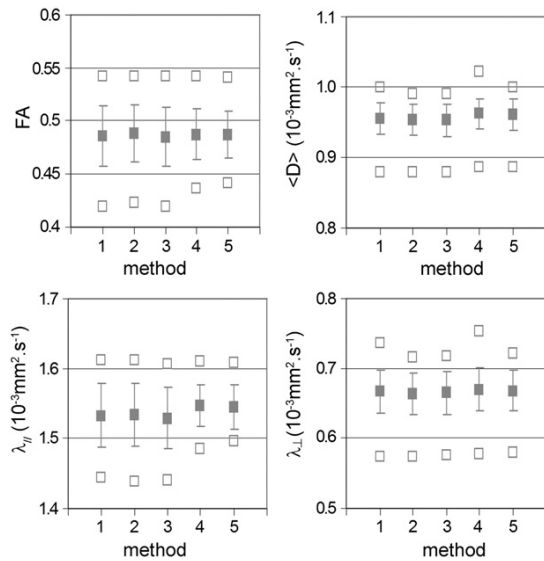 0.6
0.55
0.5
0.45
0.4
FA
1 2 3 4 5
method
1.1
1.0
0.9
0.8
<D> (10⁻³mm².s⁻¹)
1 2 3 4 5
method
1.7
1.6
1.5
1.4
λ// (10⁻³mm².s⁻¹)
1 2 3 4 5
method
0.8
0.7
0.6
0.5
λ⊥(10⁻³mm².s⁻¹)
1 2 3 4 5
method